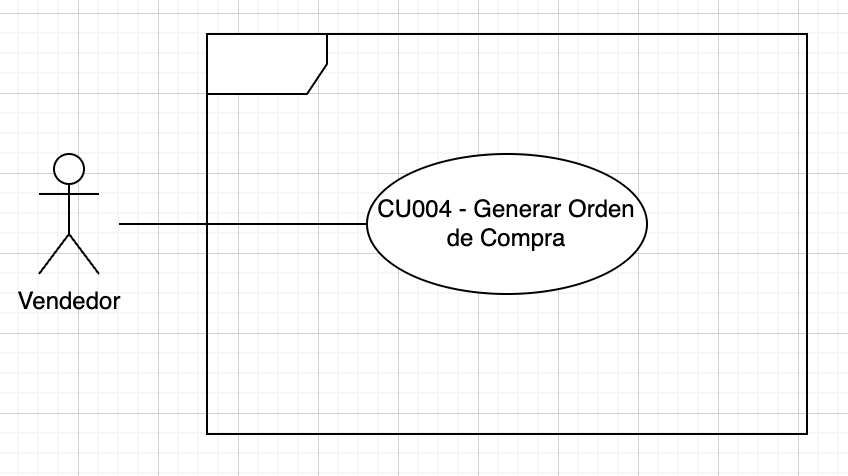 CU004 - Generar Orden
de Compra
Vendedor